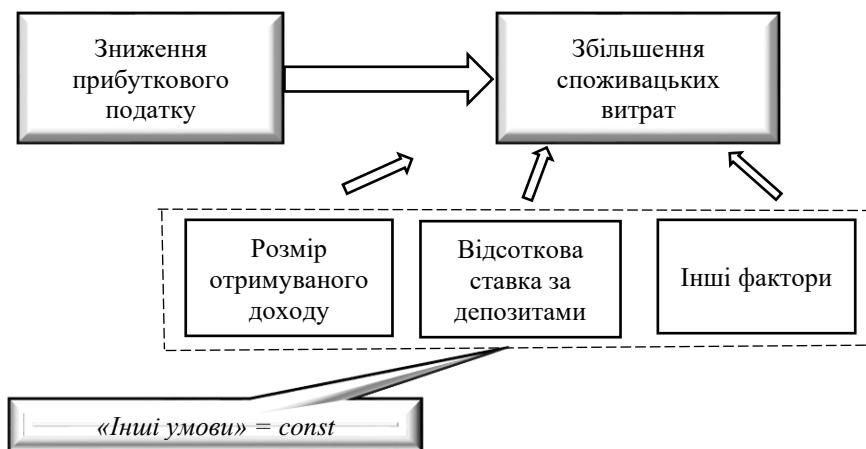 Зниження
прибуткового
податку
Збільшення
споживацьких
витрат
Розмір
отримуваного
доходу
Відсоткова
ставка за
депозитами
Інші фактори
«Інші умови» = const